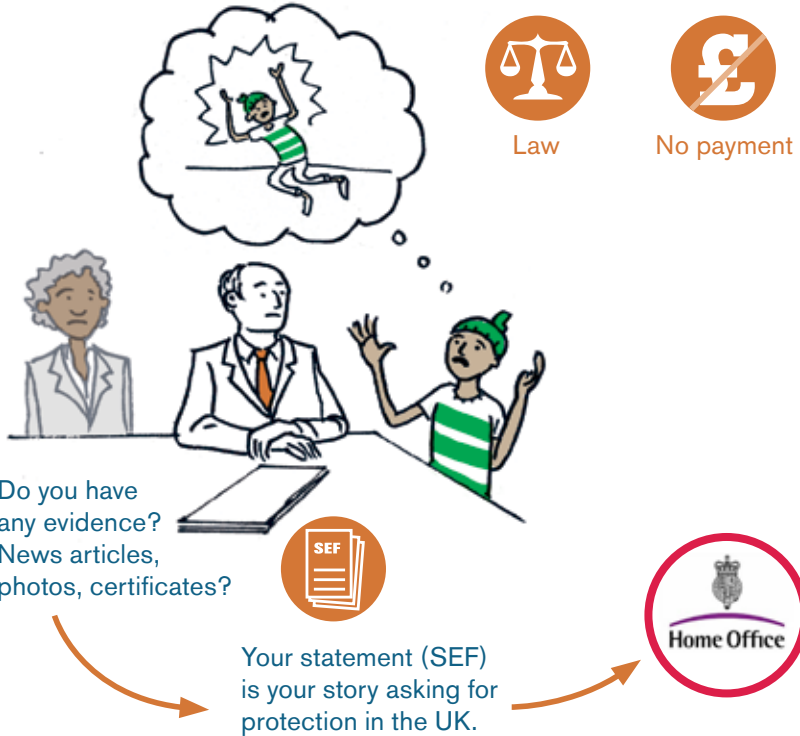 Law
No payment
Do you have
any evidence?
News articles,
photos, certificates?
SEF
Your statement (SEF)
is your story asking for
protection in the UK.
Home Office